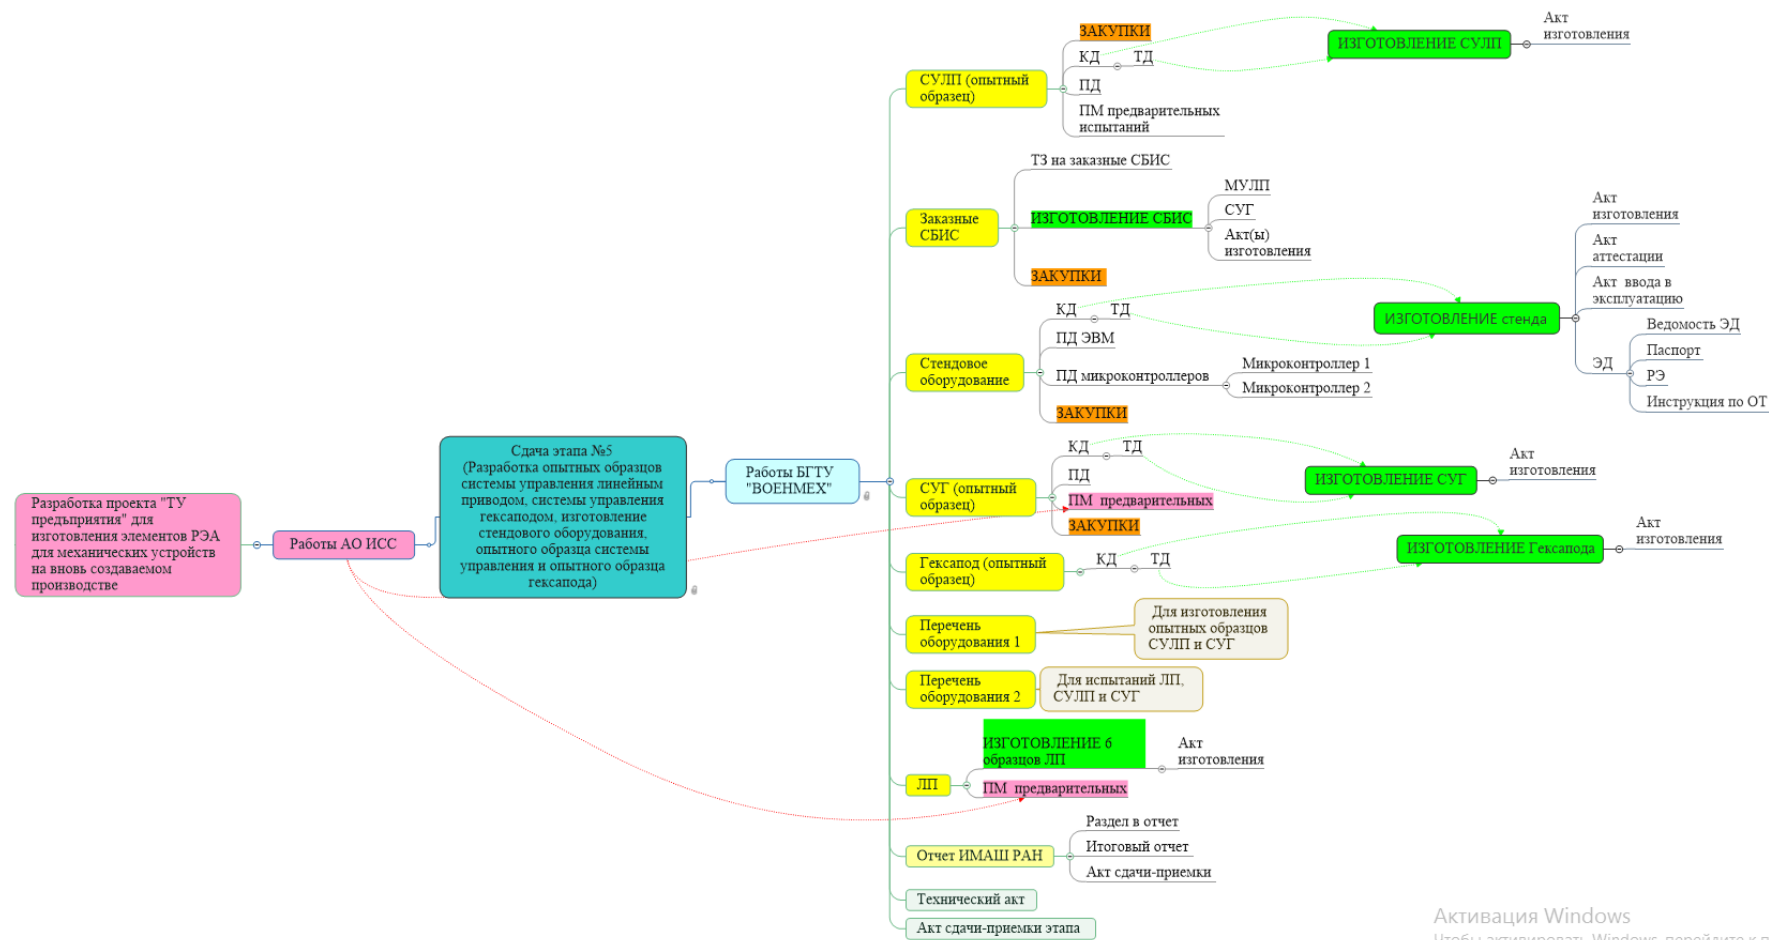 Разработка проекта "ТУ
предъприятия" для
изготовления элементов РЭА
для механических устройств
на вновь создаваемом
производстве
Работы АО ИСС
Сдача этапа №5
(Разработка опытных образцов
системы управления линейным
приводом, системы управления
гексаподом, изготовление
стендового оборудования,
опытного образца системы
управления и опытного образца
гексапода)
Работы БГТУ
"ВОЕНМЕХ"
СУЛП (опытный
образец)
ЗАКУПКИ
КД
ТД
ПД
ПМ предварительных
испытаний
ИЗГОТОВЛЕНИЕ СУЛП
Акт
изготовления
Заказные
СБИС
ТЗ на заказные СБИС
ИЗГОТОВЛЕНИЕ СБИС
МУЛП
СУГ
Акт(ы)
изготовления
ЗАКУПКИ
Стендовое
оборудование
КД
ТД
ПД ЭВМ
ПД микроконтроллеров
Микроконтроллер 1
Микроконтроллер 2
ЗАКУПКИ
ИЗГОТОВЛЕНИЕ стенда
Акт
изготовления
Акт
аттестации
Акт ввода в
эксплуатацию
ЭД
Ведомость ЭД
Паспорт
РЭ
Инструкция по ОТ
СУГ (опытный
образец)
КД
ТД
ПД
ПМ предварительных
ЗАКУПКИ
ИЗГОТОВЛЕНИЕ СУГ
Акт
изготовления
Гексапод (опытный
образец)
КД
ТД
ИЗГОТОВЛЕНИЕ Гексапода
Акт
изготовления
Перечень
оборудования 1
Для изготовления
опытных образцов
СУЛП и СУГ
Перечень
оборудования 2
Для испытаний ЛП,
СУЛП и СУГ
ЛП
ИЗГОТОВЛЕНИЕ 6
образцов ЛП
Акт
изготовления
ПМ предварительных
Отчет ИМАШ РАН
Раздел в отчет
Итоговый отчет
Акт сдачи-приемки
Технический акт
Акт сдачи-приемки этапа
Активация Windows
Чтобы активировать Windows, перейдите к